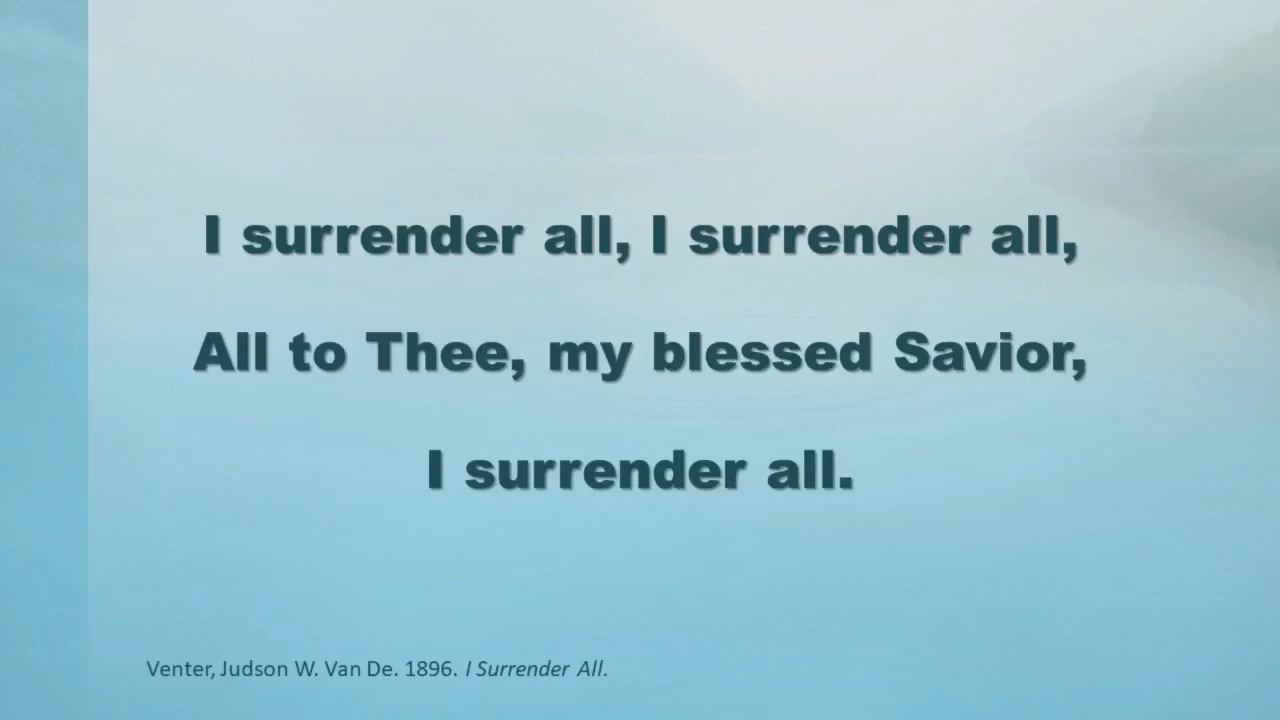 I surrender all, I surrender all,
All to Thee, my blessed Savior,
I surrender all.
Venter, Judson W. Van De. 1896. I Surrender All.